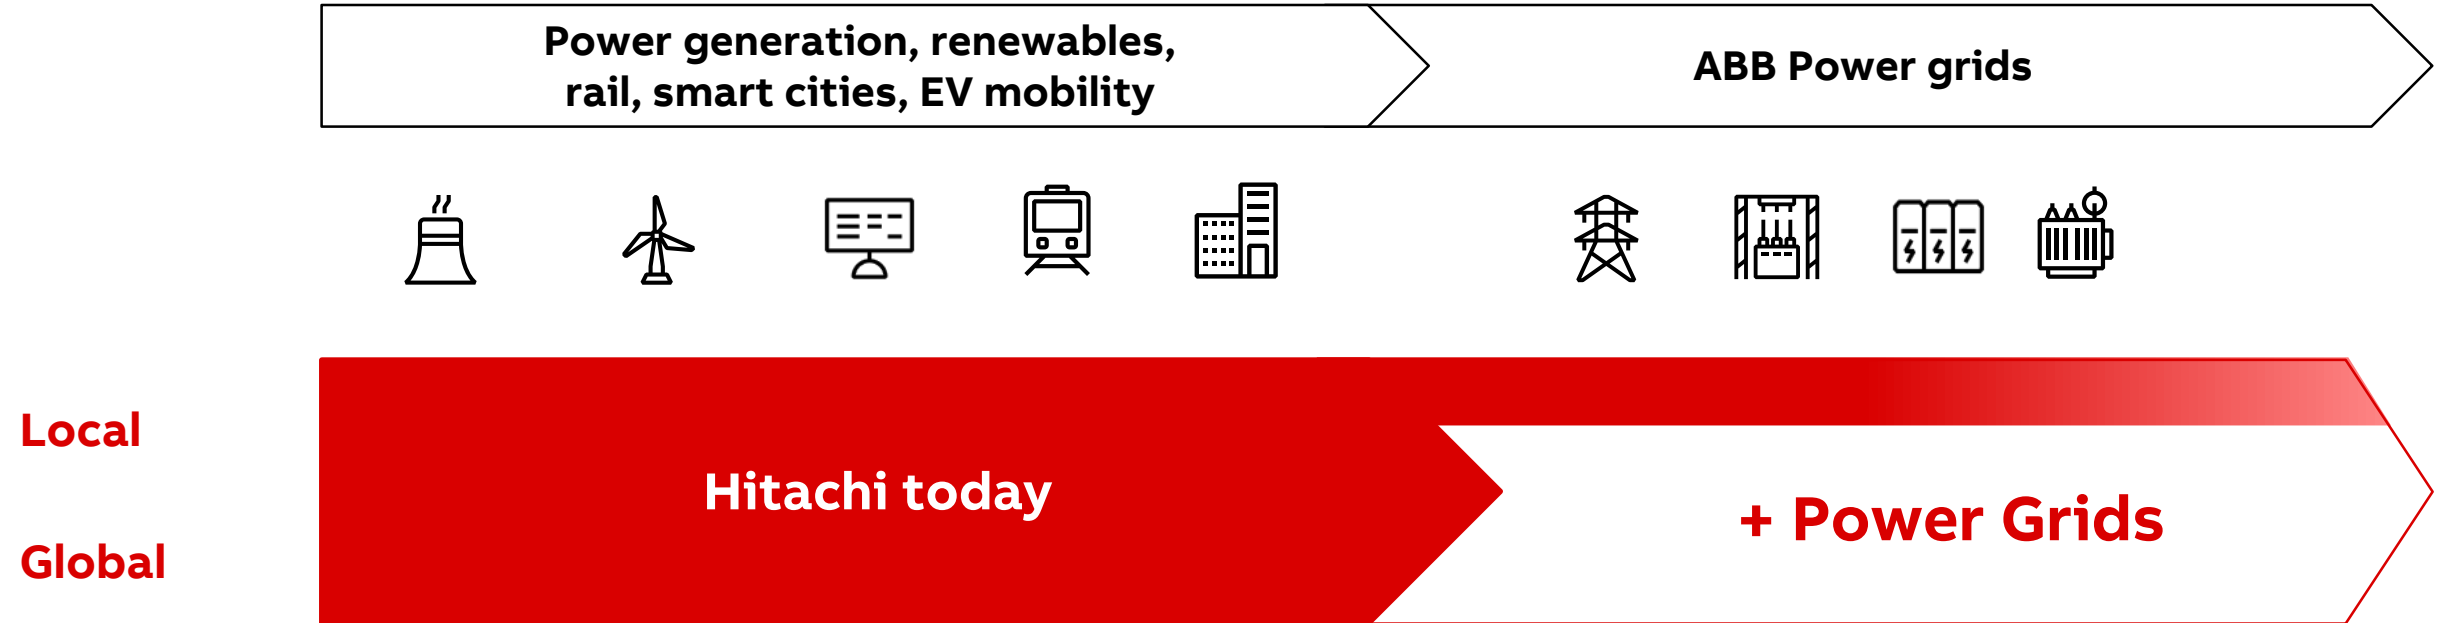 Power generation, renewables,
rail, smart cities, EV mobility
ABB Power grids
Local
Hitachi today
+ Power Grids
Global